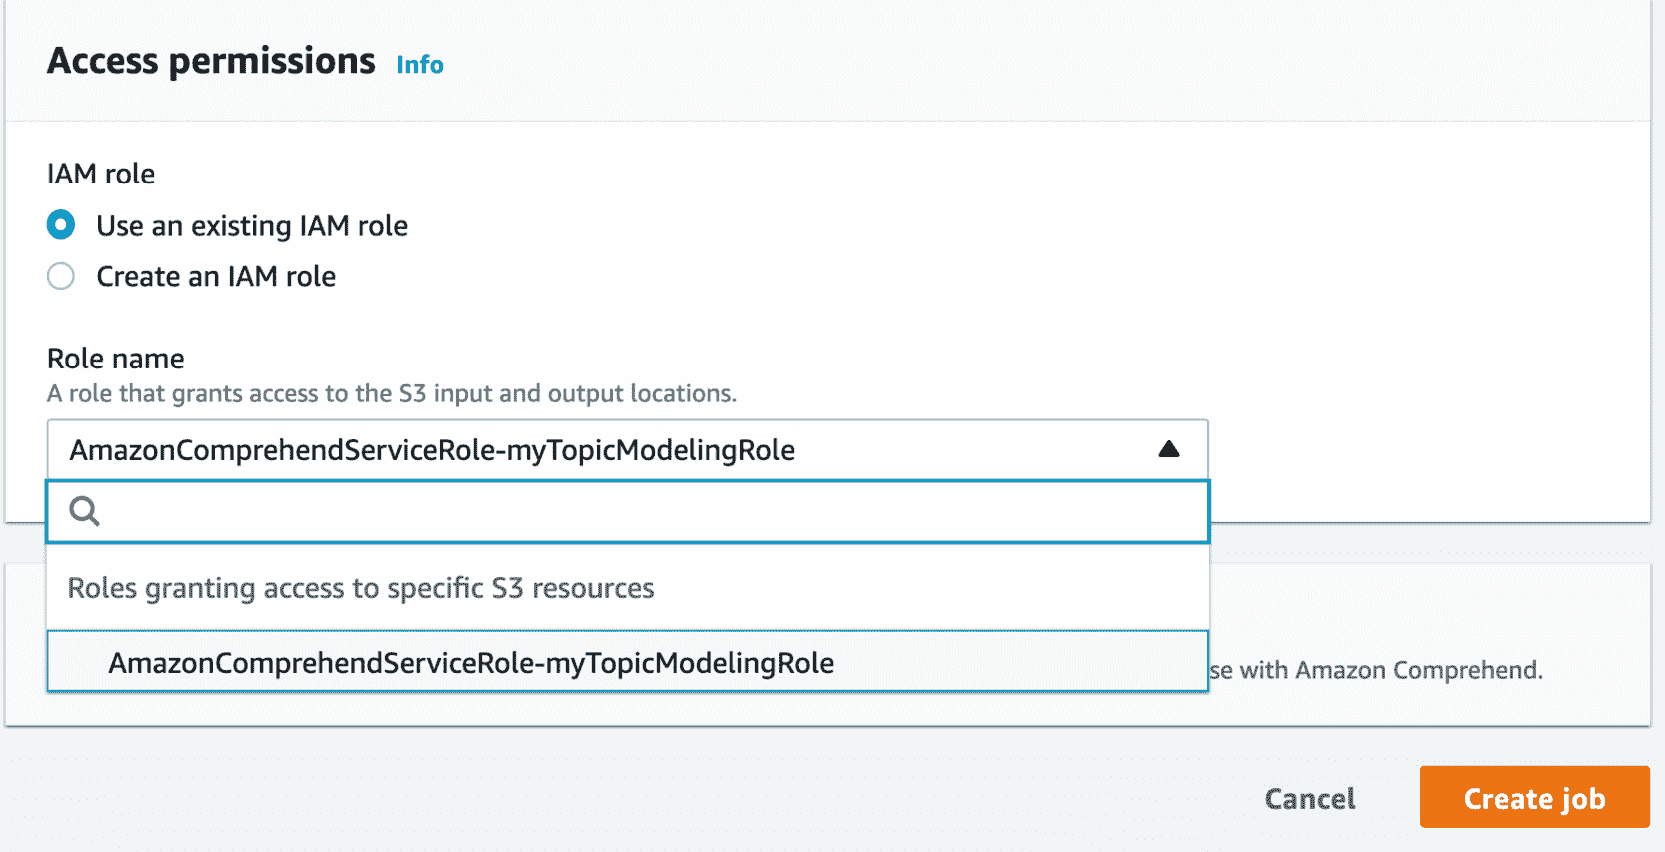 Access permissions Info
IAM role
Use an existing IAM role
Create an IAM role
Role name
A role that grants access to the S3 input and output locations.
AmazonComprehendServiceRole-myTopicModelingRole
Roles granting access to specific S3 resources
AmazonComprehendServiceRole-myTopicModelingRole
se with Amazon Comprehend.
Cancel
Create job